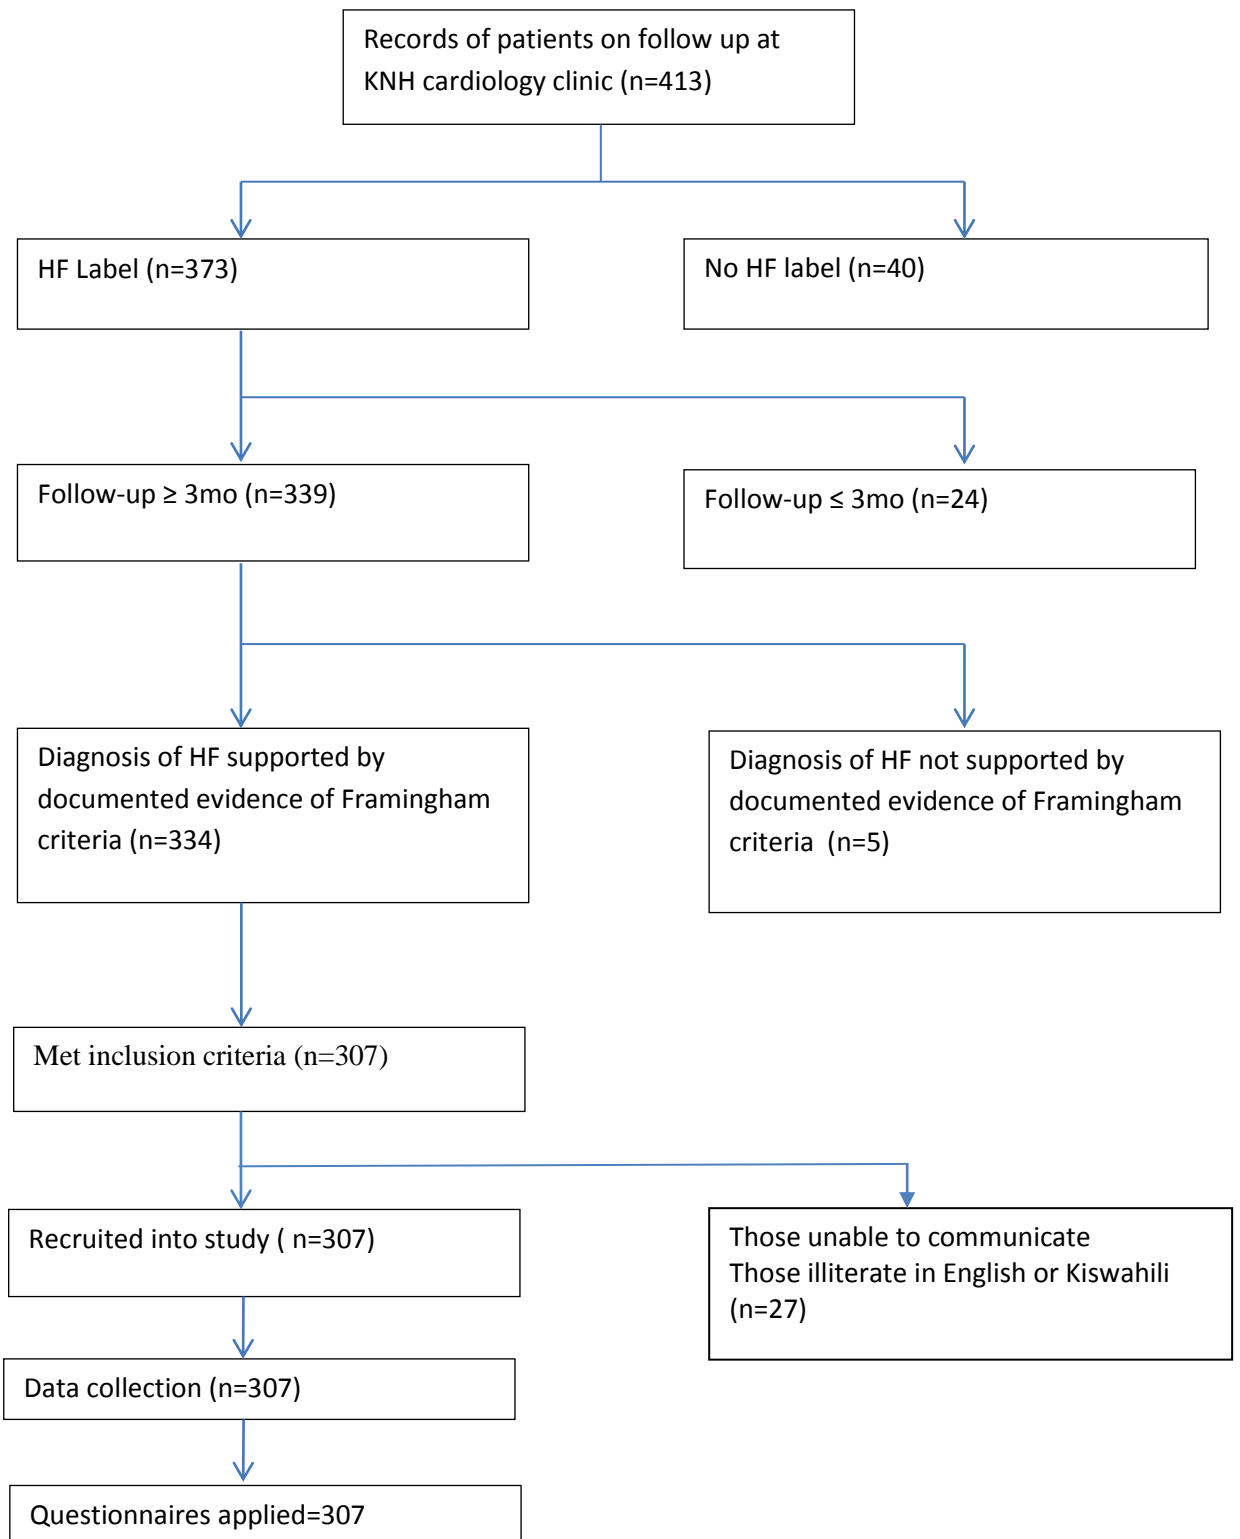 Records of patients on follow up at
KNH cardiology clinic (n=413)
HF Label (n=373)
No HF label (n=40)
Follow-up ≥ 3mo (n=339)
Follow-up ≤ 3mo (n=24)
Diagnosis of HF supported by
documented evidence of Framingham
criteria (n=334)
Diagnosis of HF not supported by
documented evidence of Framingham
criteria  (n=5)
Met inclusion criteria (n=307)
Recruited into study ( n=307)
Those unable to communicate
Those illiterate in English or Kiswahili
(n=27)
Data collection (n=307)
Questionnaires applied=307